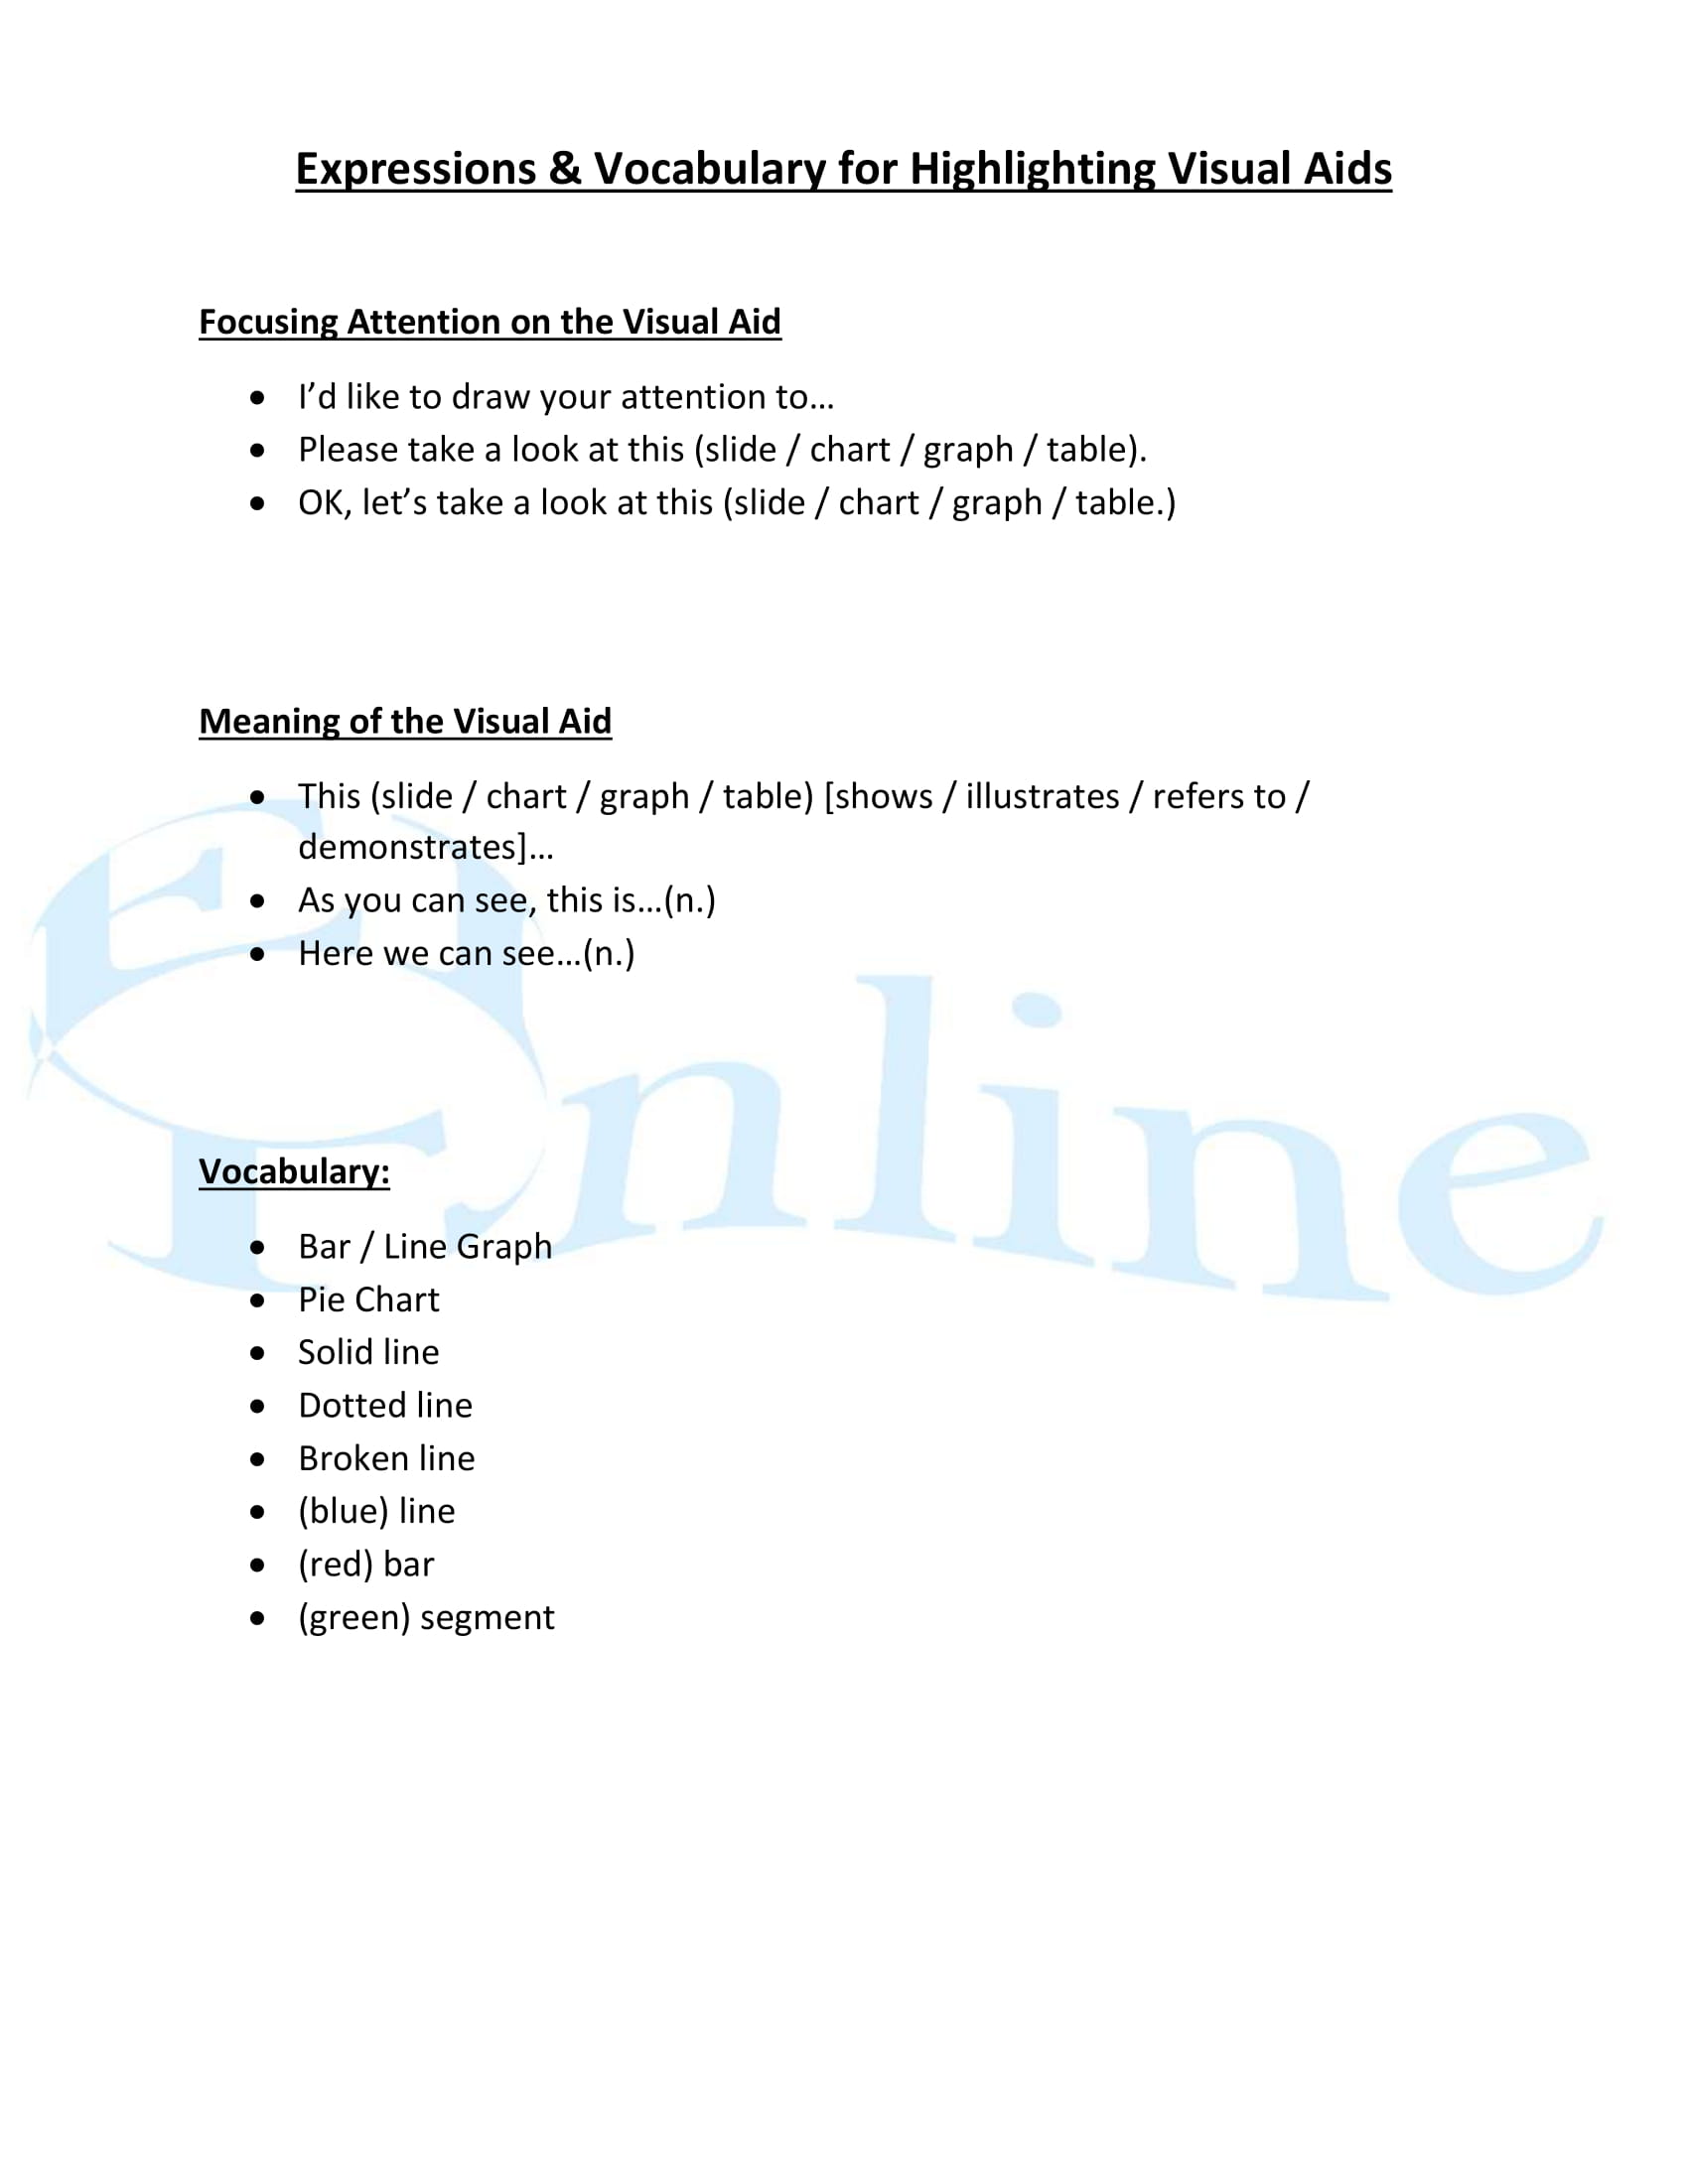 Expressions & Vocabulary for Highlighting Visual Aids
Focusing Attention on the Visual Aid
• I’d like to draw your attention to…
• Please take a look at this (slide / chart / graph / table).
• OK, let’s take a look at this (slide / chart / graph / table.)
Meaning of the Visual Aid
• This (slide / chart / graph / table) [shows / illustrates / refers to /
demonstrates]…
• As you can see, this is…(n.)
• Here we can see…(n.)
Vocabulary:
• Bar / Line Graph
• Pie Chart
• Solid line
• Dotted line
• Broken line
• (blue) line
• (red) bar
• (green) segment